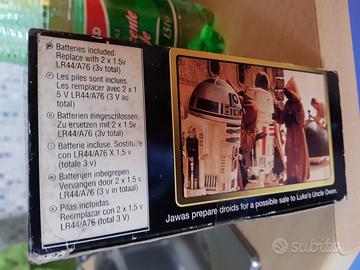 Batteries included.
Replace with 2 x 1.5v
LR44/A76 (3v total)
Les piles sont incluses.
Les remplacer avec 2 x 1
5 V LR44/A76 (3 V au
total)
Batterien eingeschlossen.
Zu ersetzen mit 2 x 1.5v
LR44/A76 (3v total)
Batterie incluse. Sostituire
con LR44/A76 X 1.5v
(totale 3 V)
Batterijen inbegrepen.
Vervangen door 2 x 1.5v
LR44/A76 (3 v in totaal)
Pilas incluidas.
Reemplazar con 2 x 1.5v
LR44/A76 (total 3 V)
Jawas prepare droids for a possible sale to Luke's Uncle Owen.
subito